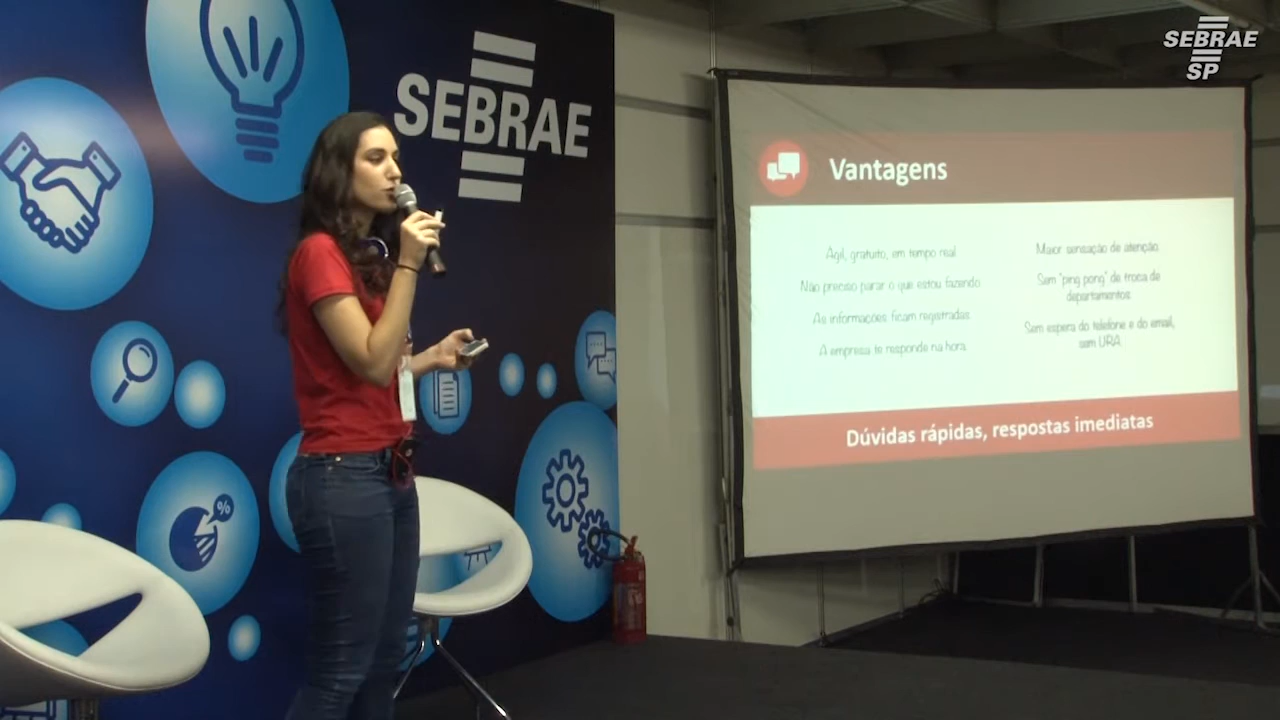 SEBRAE
SEBRAE
SP
Vantagens
Ágil, gratuito, em tempo real
Não preciso parar o que estou fazendo
As informações ficam registradas
A empresa te responde na hora
Maior sensação de atenção
Sem "ping pong" de troca de
departamentos
Sem espera do telefone e do email,
sem URA
Dúvidas rápidas, respostas imediatas
%